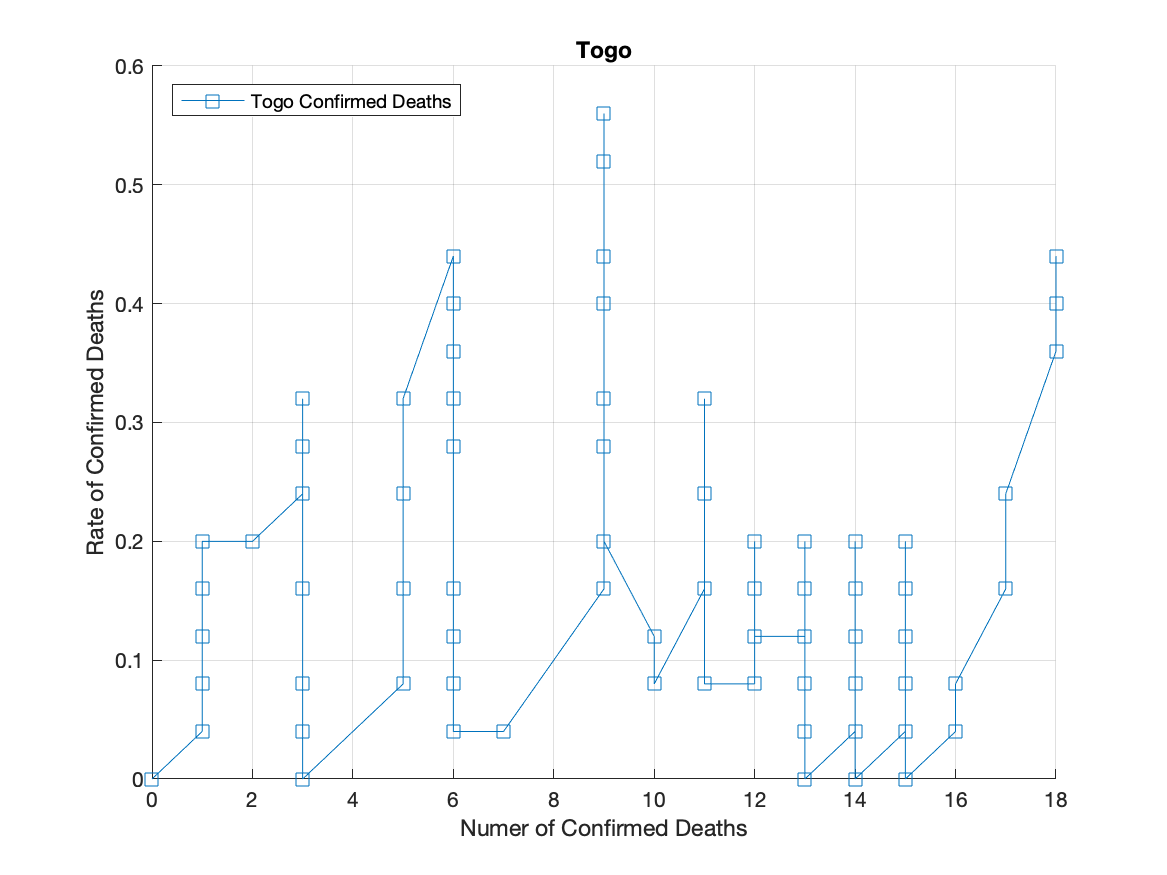 Togo
Togo Confirmed Deaths
0.6
0.5
0.4
0.3
0.2
0.1
0
Rate of Confirmed Deaths
0 2 4 6 8 10 12 14 16 18
Numer of Confirmed Deaths